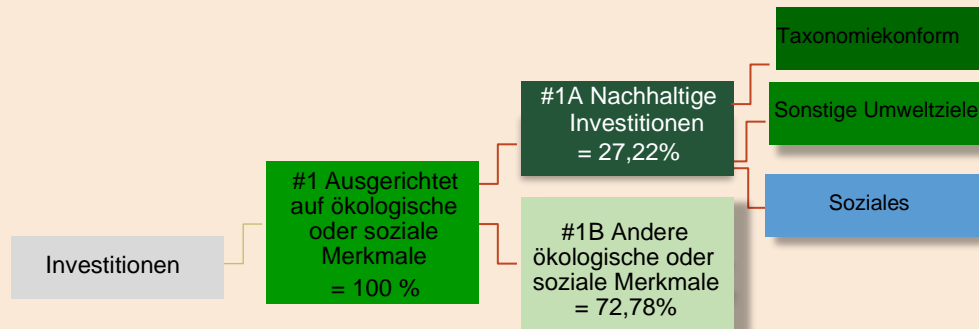 Investitionen
#1 Ausgerichtet
auf ökologische
oder soziale
Merkmale
= 100 %
#1A Nachhaltige
Investitionen
= 27,22%
#1B Andere
ökologische oder
soziale Merkmale
= 72,78%
Taxonomiekonform
Sonstige Umweltziele
Soziales